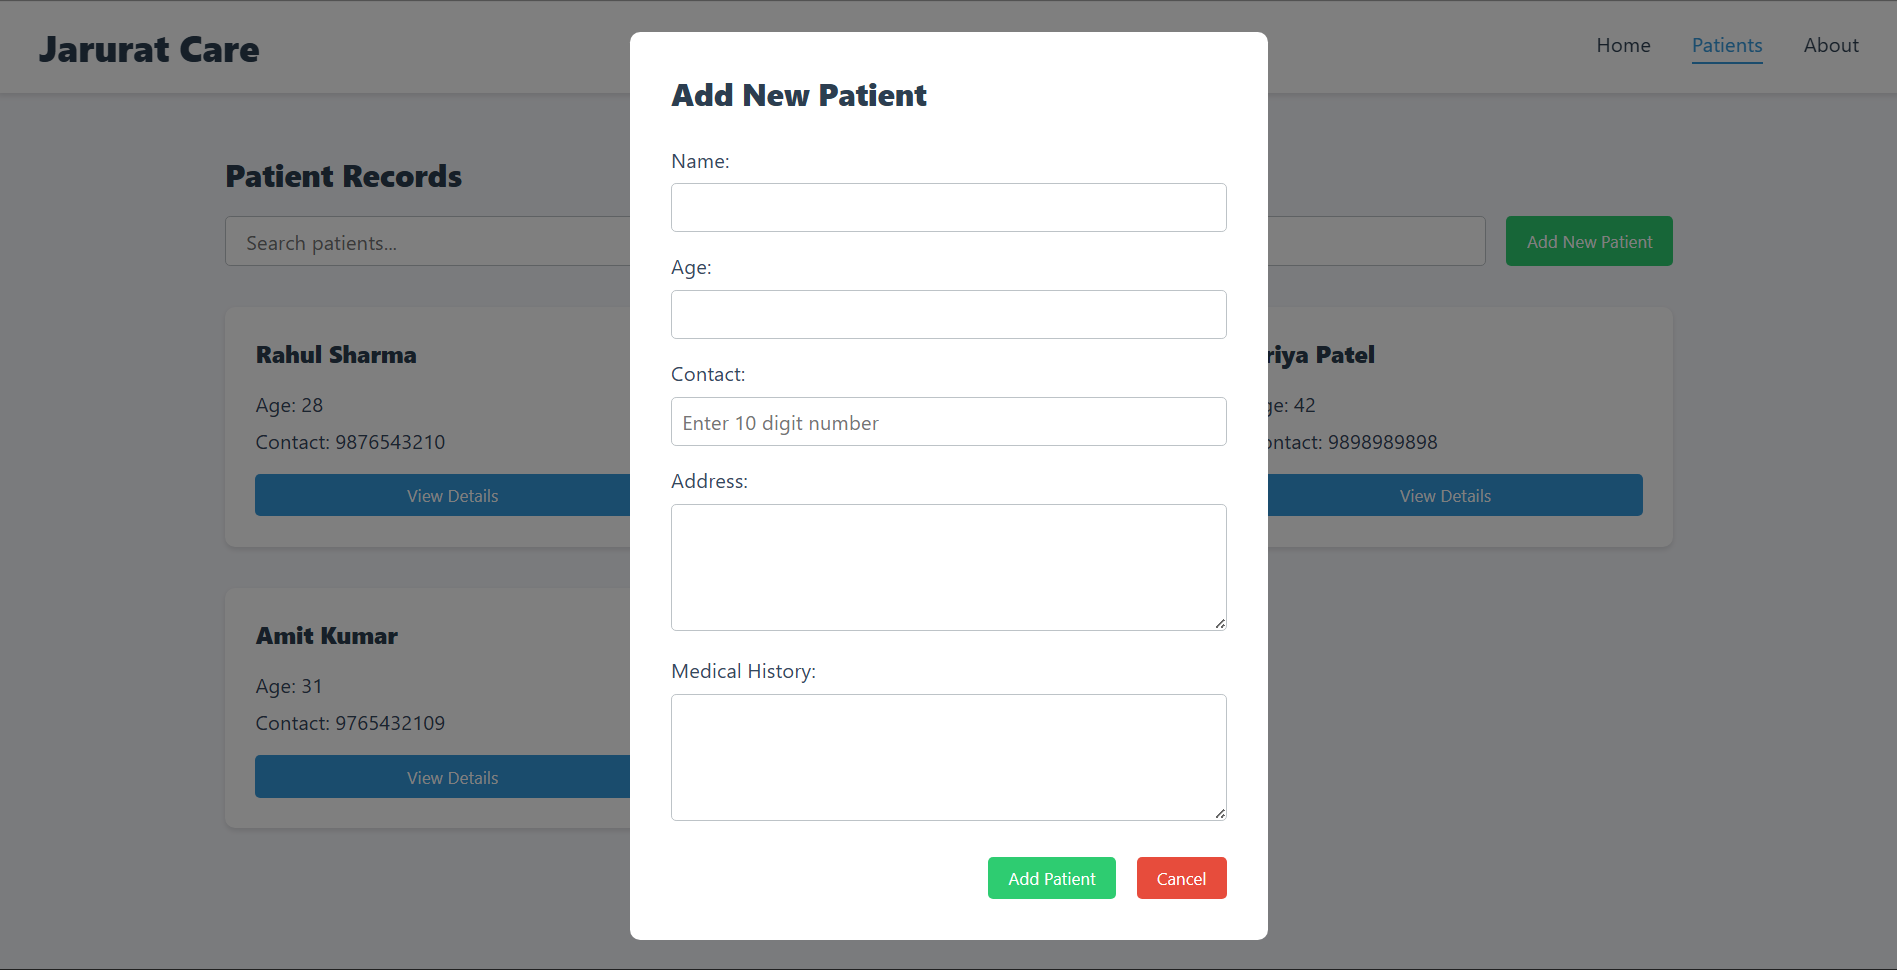 Jarurat Care
Home
Patients
About
Patient Records
Search patients...
Add New Patient
Rahul Sharma
Age: 28
Contact: 9876543210
View Details
riya Patel
ge: 42
ontact: 9898989898
View Details
Amit Kumar
Age: 31
Contact: 9765432109
View Details
Add New Patient
Name:
Age:
Contact:
Enter 10 digit number
Address:
Medical History:
Add Patient
Cancel